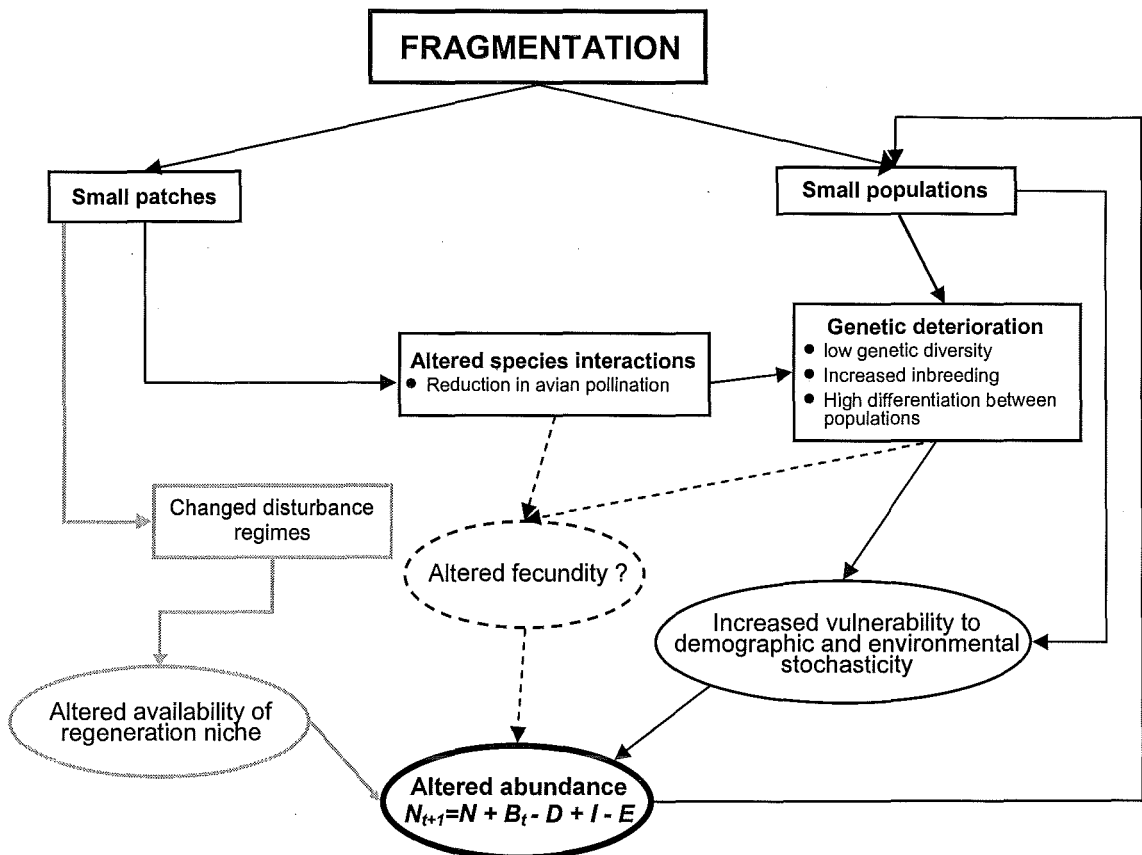 FRAGMENTATION
Small patches
Small populations
Genetic deterioration
● low genetic diversity
● Increased inbreeding
● High differentiation between
populations
Altered species interactions
● Reduction in avian pollination
Changed disturbance
regimes
Altered fecundity ?
Increased vulnerability to
demographic and environmental
stochasticity
Altered availability of
regeneration niche
Altered abundance
Nt+1=N + Bt - D + I - E